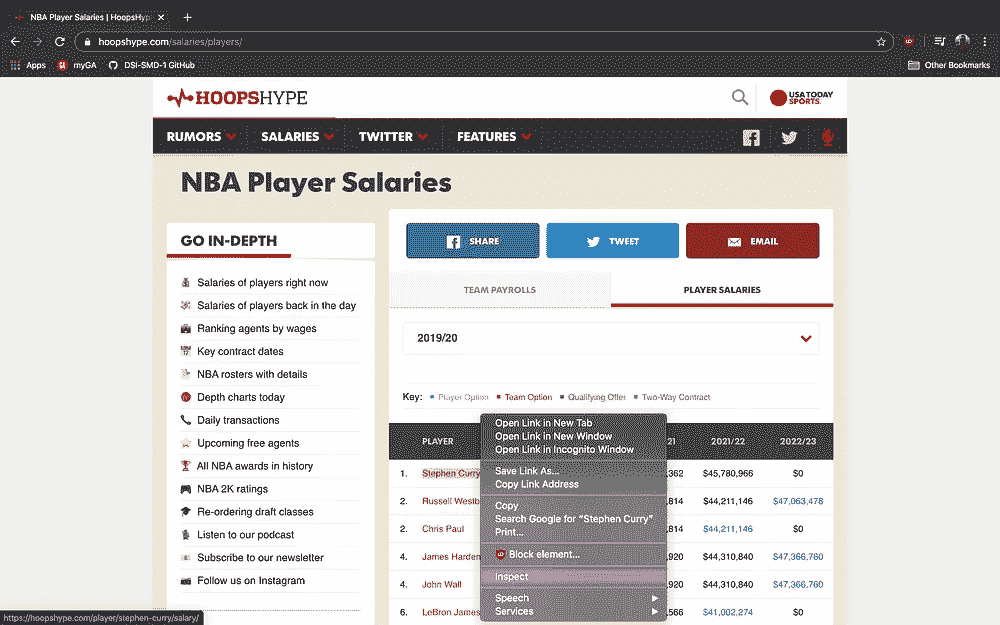 NBA Player Salaries | HoopsHyp
hoopshype.com/salaries/players/
Apps myGA DSI-SMD-1 GitHub Other Bookmarks
HOOPSHYPE USA TODAY SPORTS
RUMORS SALARIES TWITTER FEATURES
NBA Player Salaries
GO IN-DEPTH
Salaries of players right now
Salaries of players back in the day
Ranking agents by wages
Key contract dates
NBA rosters with details
Depth charts today
Daily transactions
Upcoming free agents
All NBA awards in history
NBA 2K ratings
Re-ordering draft classes
Listen to our podcast
Subscribe to our newsletter
Follow us on Instagram
SHARE TWEET EMAIL
TEAM PAYROLLS PLAYER SALARIES
2019/20
Key: Player Option Team Option Qualifying Offer Two-Way Contract
PLAYER 21 2021/22 2022/23
1. Stephen Curry ,362 $45,780,966 $0
2. Russell Westb ,814 $44,211,146 $47,063,478
2. Chris Paul ,814 $44,211,146 $0
4. James Harden ,920 $44,310,840 $47,366,760
4. John Wall ,920 $44,310,840 $47,366,760
6. LeBron James ,566 $41,002,274 $0
Open Link in New Tab
Open Link in New Window
Open Link in Incognito Window
Save Link As...
Copy Link Address
Copy
Search Google for “Stephen Curry”
Print...
Block element...
Inspect
Speech
Services
https://hoopshype.com/player/stephen-curry/salary/